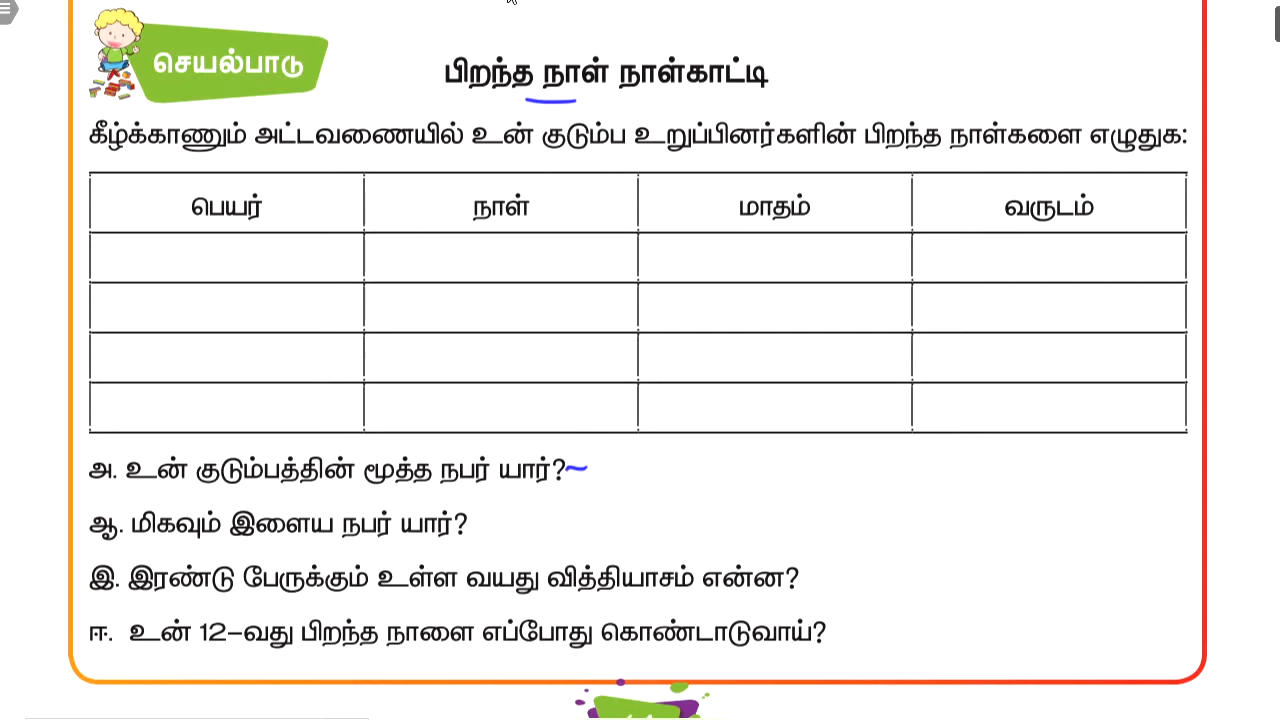 செயல்பாடு
பிறந்த நாள் நாள்காட்டி
கீழ்க்காணும் அட்டவணையில் உன் குடும்ப உறுப்பினர்களின் பிறந்த நாள்களை எழுதுக:
பெயர் நாள் மாதம் வருடம்
அ. உன் குடும்பத்தின் மூத்த நபர் யார்?
ஆ. மிகவும் இளைய நபர் யார்?
இ. இரண்டு பேருக்கும் உள்ள வயது வித்தியாசம் என்ன?
ஈ. உன் 12-வது பிறந்த நாளை எப்போது கொண்டாடுவாய்?